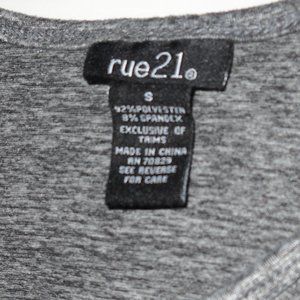 rue21®
S
92%POLYESTER
8% SPANDEX
EXCLUSIVE OF
TRIMS
MADE IN CHINA
RN 70829
SEE REVERSE
FOR CARE